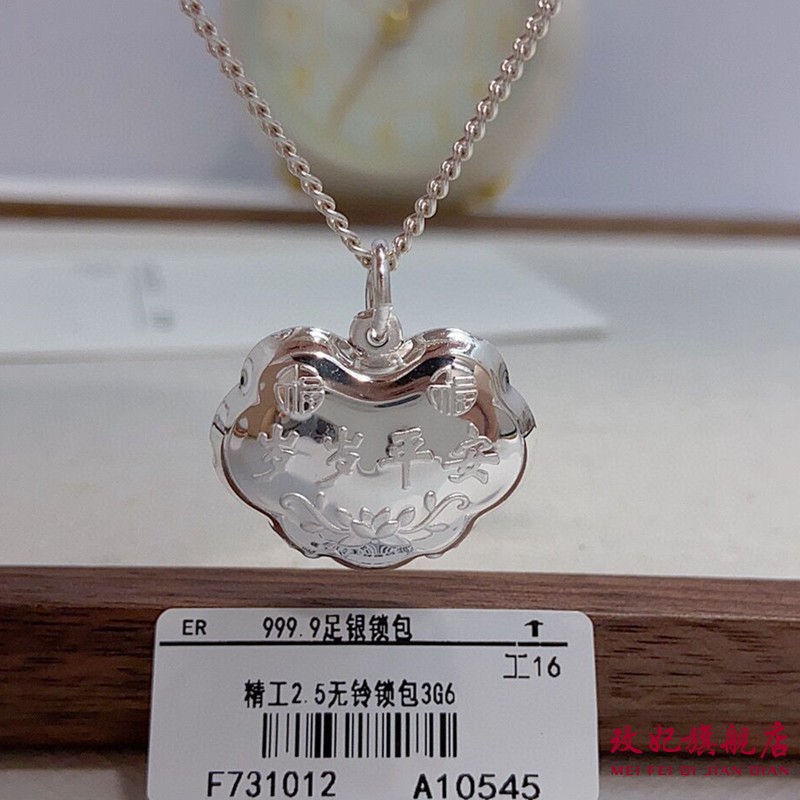 福 福
岁岁平安
ER 999.9足银锁包
工16
精工2.5无铃锁包3G6
F731012 A10545
玫妃旗舰店
MEI FEI QI JIAN DIAN